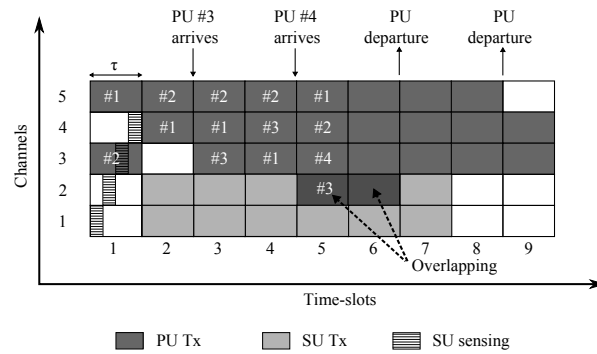 PU #3 PU #4 PU PU
arrives arrives departure departure
τ
5 #1 #2 #2 #2 #1
4 #1 #1 #3 #2
3 #2 #3 #1 #4
2 #3
1
1 2 3 4 5 6 7 8 9
Overlapping
Channels
Time-slots
PU Tx SU Tx SU sensing